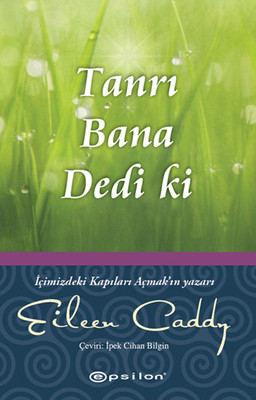 Tanrı
Bana
Dedi ki
İçimizdeki Kapıları Açmak'ın yazarı
Eileen Caddy
Çeviri: İpek Cihan Bilgin
epsilon®